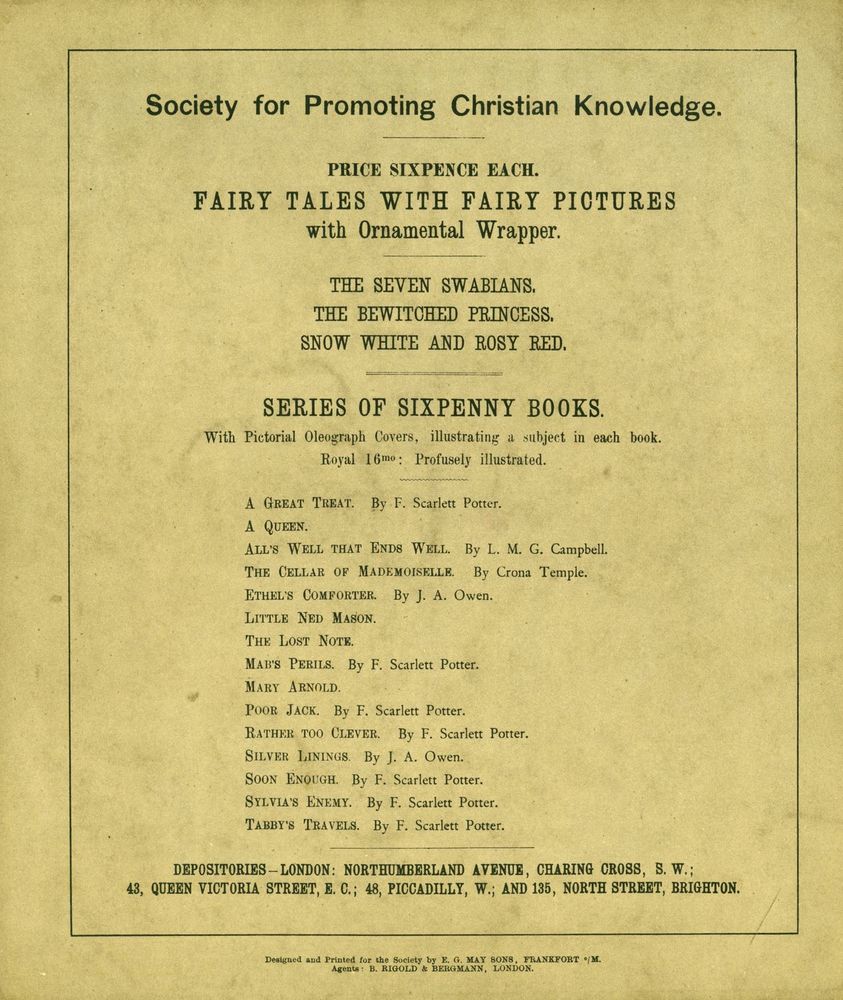 Society for Promoting Christian Knowledge.
PRICE SIXPENCE EACH.
FAIRY TALES WITH FAIRY PICTURES
with Ornamental Wrapper.
THE SEVEN SWABIANS.
THE BEWITCHED PRINCESS.
SNOW WHITE AND ROSY RED.
SERIES OF SIXPENNY BOOKS.
With Pictorial Oleograph Covers, illustrating a subject in each book.
Royal 16mo: Profusely illustrated.
A GREAT TREAT. By F. Scarlett Potter.
A QUEEN.
ALL'S WELL THAT ENDS WELL. By L. M. G. Campbell.
THE CELLAR OF MADEMOISELLE. By Crona Temple.
ETHEL'S COMFORTER. By J. A. Owen.
LITTLE NED MASON.
THE LOST NOTE.
MAB'S PERILS. By F. Scarlett Potter.
MARY ARNOLD.
POOR JACK. By F. Scarlett Potter.
RATHER TOO CLEVER. By F. Scarlett Potter.
SILVER LININGS. By J. A. Owen.
SOON ENOUGH. By F. Scarlett Potter.
SYLVIA'S ENEMY. By F. Scarlett Potter.
TABBY'S TRAVELS. By F. Scarlett Potter.
DEPOSITORIES—LONDON: NORTHUMBERLAND AVENUE, CHARING CROSS, S. W.;
43, QUEEN VICTORIA STREET, E. C.; 48, PICCADILLY, W.; AND 135, NORTH STREET, BRIGHTON.
Designed and Printed for the Society by E. G. MAY SONS, FRANKFORT o/M.
Agents: B. RIGOLD & BERGMANN, LONDON.